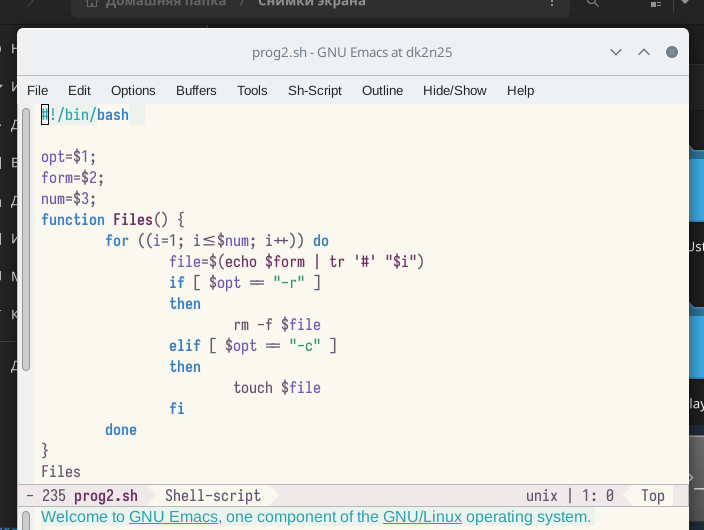 Домашняя папка / Снимки экрана
prog2.sh - GNU Emacs at dk2n25
File Edit Options Buffers Tools Sh-Script Outline Hide/Show Help
#!/bin/bash
opt=$1;
form=$2;
num=$3;
function Files() {
for ((i=1; i<=$num; i++)) do
file=$(echo $form | tr '#' "$i")
if [ $opt == "-r" ]
then
rm -f $file
elif [ $opt == "-c" ]
then
touch $file
fi
done
}
Files
- 235 prog2.sh Shell-script unix | 1: 0 Top
Welcome to GNU Emacs, one component of the GNU/Linux operating system.